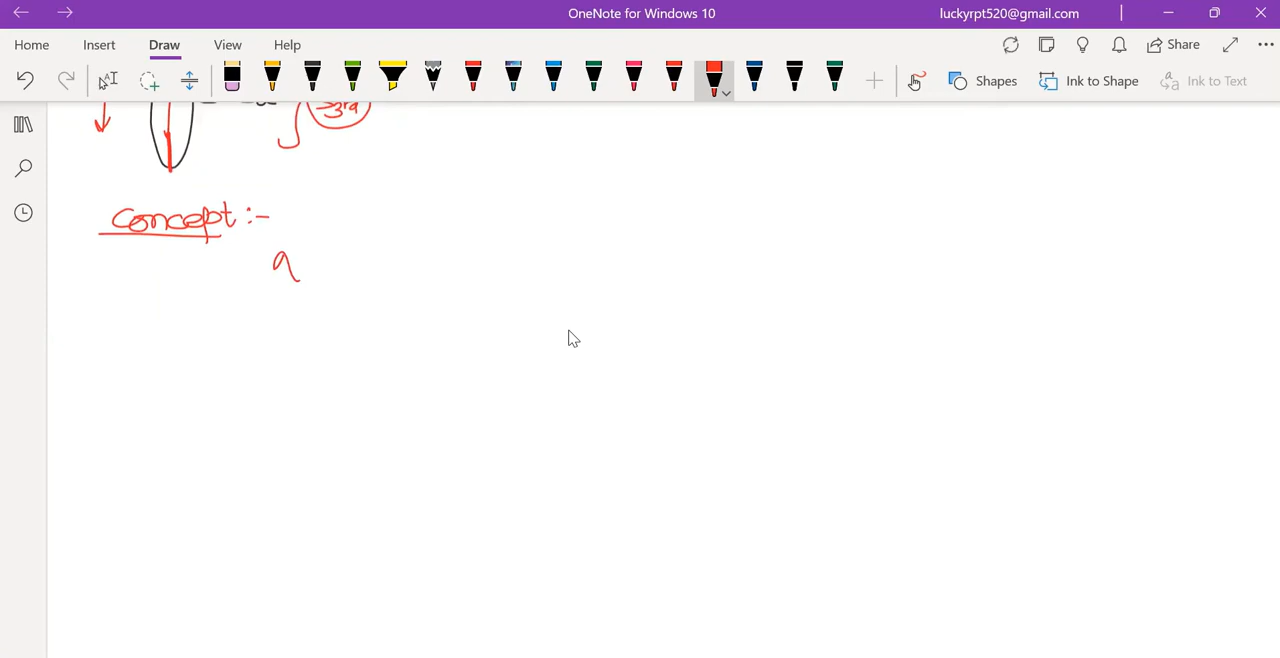 OneNote for Windows 10
luckyrpt520@gmail.com
Home Insert Draw View Help
Share
Shapes Ink to Shape Ink to Text
concept :-
a